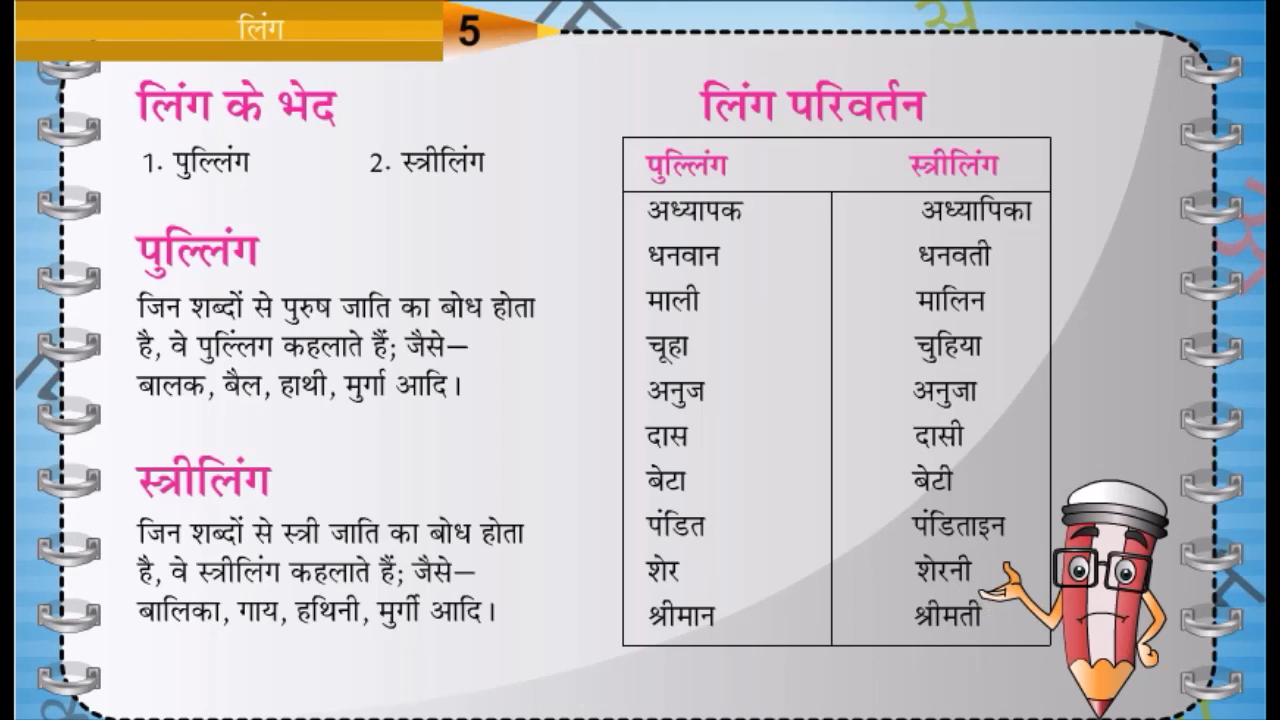 लिंग
5
लिंग के भेद
1. पुल्लिंग 2. स्त्रीलिंग
पुल्लिंग
जिन शब्दों से पुरुष जाति का बोध होता
है, वे पुल्लिंग कहलाते हैं; जैसे—
बालक, बैल, हाथी, मुर्गा आदि।
स्त्रीलिंग
जिन शब्दों से स्त्री जाति का बोध होता
है, वे स्त्रीलिंग कहलाते हैं; जैसे—
बालिका, गाय, हथिनी, मुर्गी आदि।
लिंग परिवर्तन
पुल्लिंग स्त्रीलिंग
अध्यापक अध्यापिका
धनवान धनवती
माली मालिन
चूहा चुहिया
अनुज अनुजा
दास दासी
बेटा बेटी
पंडित पंडिताइन
शेर शेरनी
श्रीमान श्रीमती